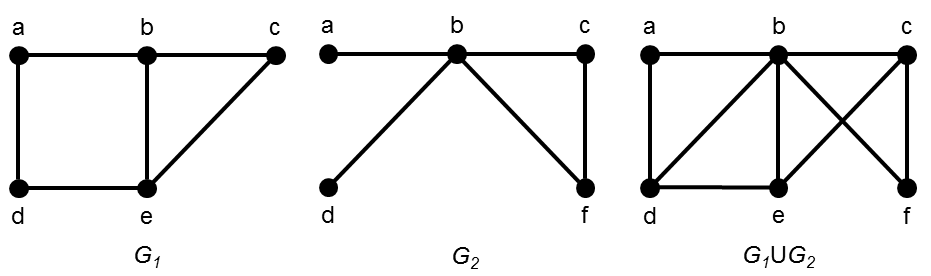 a b c
d e
G₁
a b c
d f
G₂
a b c
d e f
G₁UG₂